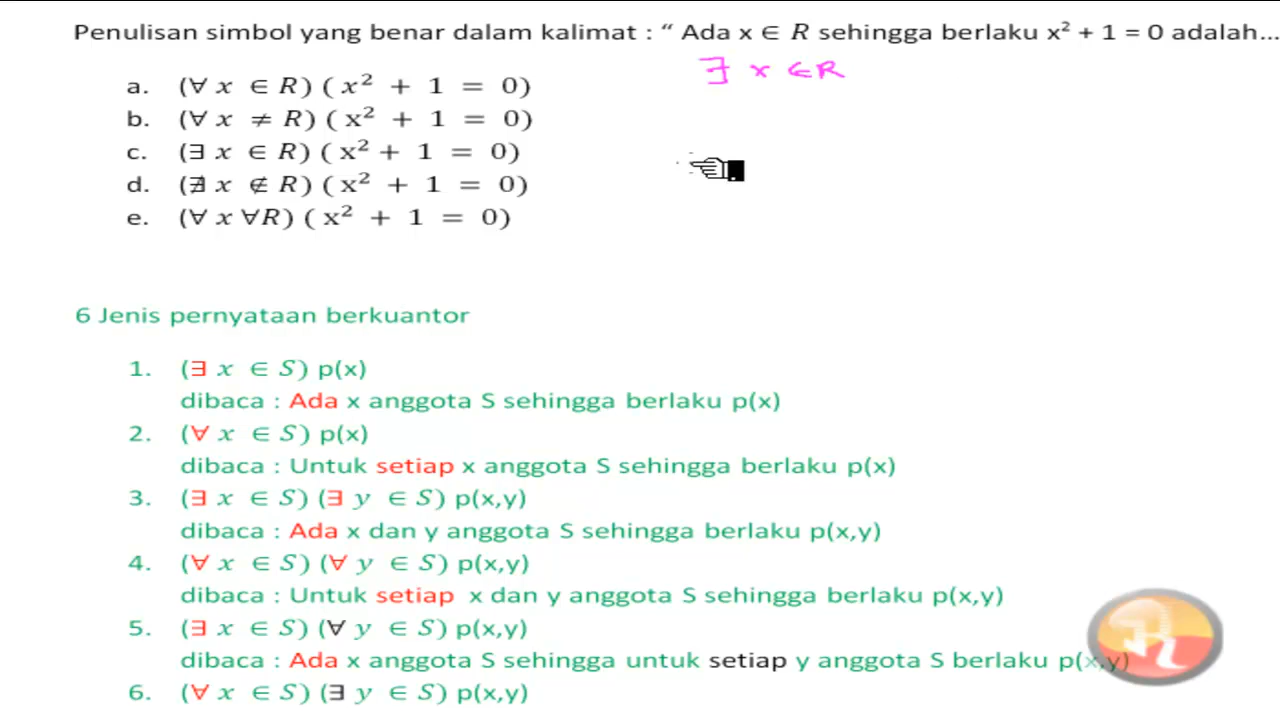 Penulisan simbol yang benar dalam kalimat : “ Ada x ∈ R sehingga berlaku x² + 1 = 0 adalah...
∃ x ∈ R
a. (∀ x ∈ R) ( x² + 1 = 0)
b. (∀ x ≠ R) ( x² + 1 = 0)
c. (∃ x ∈ R) ( x² + 1 = 0)
d. (∄ x ∉ R) ( x² + 1 = 0)
e. (∀ x ∀R) ( x² + 1 = 0)
6 Jenis pernyataan berkuantor
1. (∃ x ∈ S) p(x)
dibaca : Ada x anggota S sehingga berlaku p(x)
2. (∀ x ∈ S) p(x)
dibaca : Untuk setiap x anggota S sehingga berlaku p(x)
3. (∃ x ∈ S) (∃ y ∈ S) p(x,y)
dibaca : Ada x dan y anggota S sehingga berlaku p(x,y)
4. (∀ x ∈ S) (∀ y ∈ S) p(x,y)
dibaca : Untuk setiap x dan y anggota S sehingga berlaku p(x,y)
5. (∃ x ∈ S) (∀ y ∈ S) p(x,y)
dibaca : Ada x anggota S sehingga untuk setiap y anggota S berlaku p(x,y)
6. (∀ x ∈ S) (∃ y ∈ S) p(x,y)